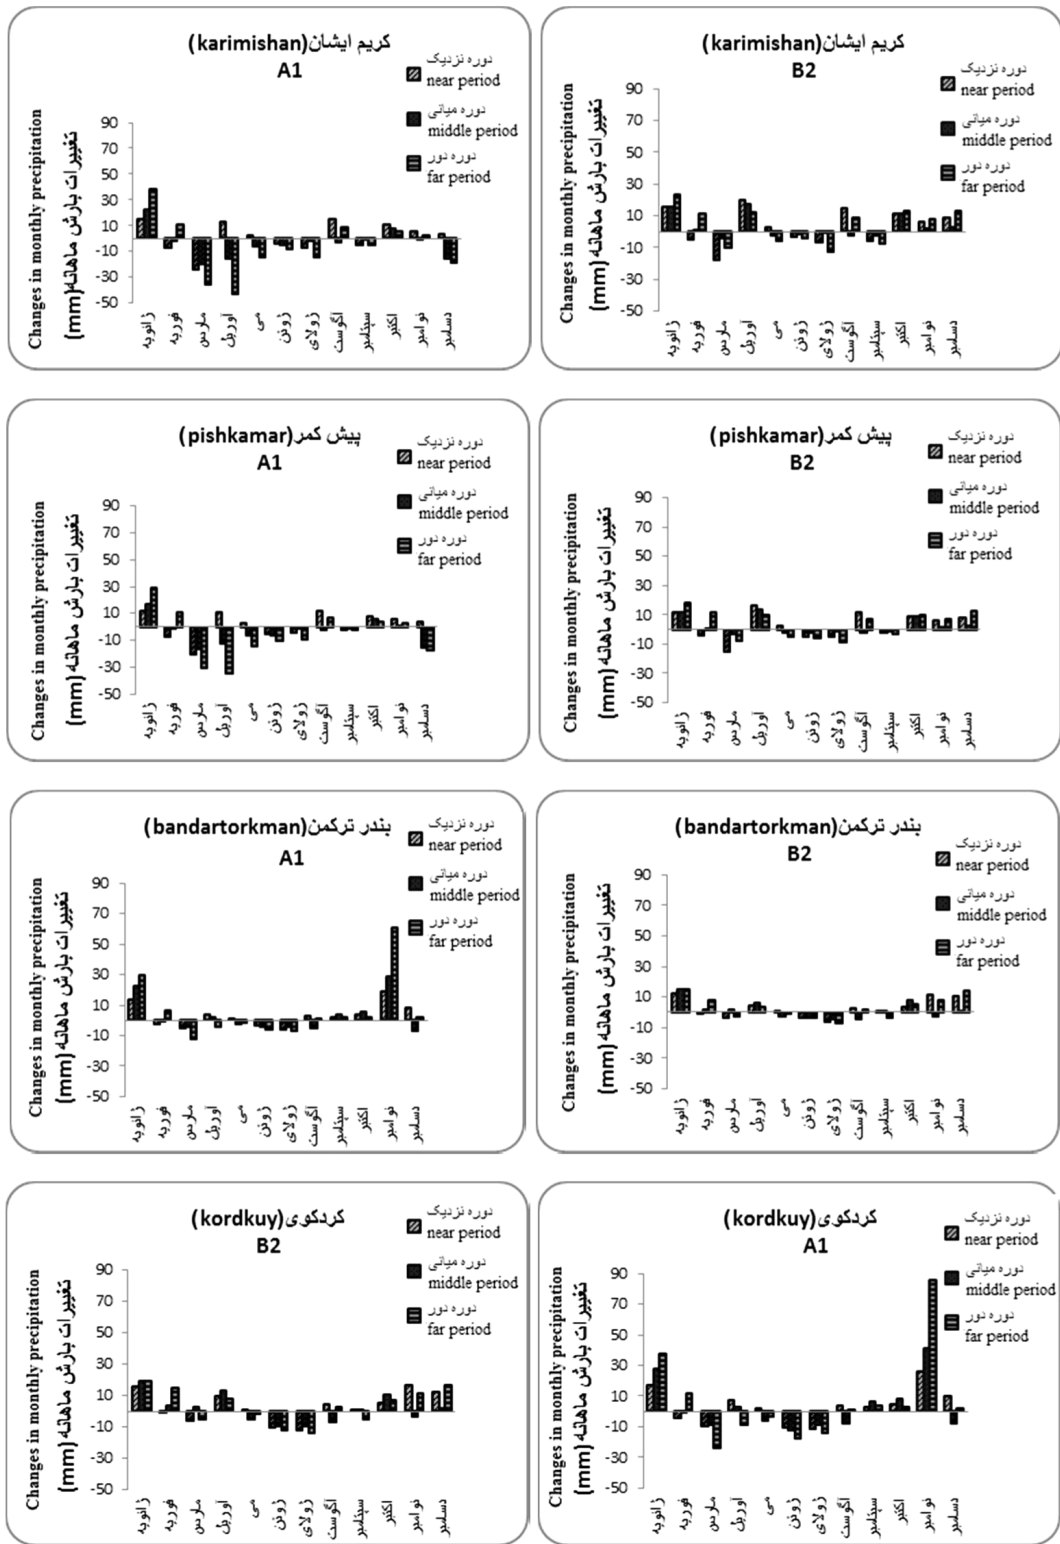 کریم ایشان(karimishan)
A1
دوره نزدیک
near period
دوره میانی
middle period
دوره دور
far period
Changes in monthly precipitation
تغییرات بارش ماهانه(mm)
90
70
50
30
10
-10
-30
-50
ژانویه
فوریه
مارس
آوریل
می
ژوئن
ژولای
آگوست
سپتامبر
اکتبر
نوامبر
دسامبر
کریم ایشان(karimishan)
B2
دوره نزدیک
near period
دوره میانی
middle period
دوره دور
far period
Changes in monthly precipitation
تغییرات بارش ماهانه (mm)
90
70
50
30
10
-10
-30
-50
ژانویه
فوریه
مارس
آوریل
می
ژوئن
ژولای
آگوست
سپتامبر
اکتبر
نوامبر
دسامبر
پیش کمر(pishkamar)
A1
دوره نزدیک
near period
دوره میانی
middle period
دوره دور
far period
Changes in monthly precipitation
تغییرات بارش ماهانه (mm)
90
70
50
30
10
-10
-30
-50
ژانویه
فوریه
مارس
آوریل
می
ژوئن
ژولای
آگوست
سپتامبر
اکتبر
نوامبر
دسامبر
پیش کمر(pishkamar)
B2
دوره نزدیک
near period
دوره میانی
middle period
دوره دور
far period
Changes in monthly precipitation
تغییرات بارش ماهانه (mm)
90
70
50
30
10
-10
-30
-50
ژانویه
فوریه
مارس
آوریل
می
ژوئن
ژولای
آگوست
سپتامبر
اکتبر
نوامبر
دسامبر
بندر ترکمن(bandartorkman)
A1
دوره نزدیک
near period
دوره میانی
middle period
دوره دور
far period
Changes in monthly precipitation
تغییرات بارش ماهانه (mm)
90
70
50
30
10
-10
-30
-50
ژانویه
فوریه
مارس
آوریل
می
ژوئن
ژولای
آگوست
سپتامبر
اکتبر
نوامبر
دسامبر
بندر ترکمن(bandartorkman)
B2
دوره نزدیک
near period
دوره میانی
middle period
دوره دور
far period
Changes in monthly precipitation
تغییرات بارش ماهانه (mm)
90
70
50
30
10
-10
-30
-50
ژانویه
فوریه
مارس
آوریل
می
ژوئن
ژولای
آگوست
سپتامبر
اکتبر
نوامبر
دسامبر
کردکوی(kordkuy)
B2
دوره نزدیک
near period
دوره میانی
middle period
دوره دور
far period
Changes in monthly precipitation
تغییرات بارش ماهانه (mm)
90
70
50
30
10
-10
-30
-50
ژانویه
فوریه
مارس
آوریل
می
ژوئن
ژولای
آگوست
سپتامبر
اکتبر
نوامبر
دسامبر
کردکوی(kordkuy)
A1
دوره نزدیک
near period
دوره میانی
middle period
دوره دور
far period
Changes in monthly precipitation
تغییرات بارش ماهانه (mm)
90
70
50
30
10
-10
-30
-50
ژانویه
فوریه
مارس
آوریل
می
ژوئن
ژولای
آگوست
سپتامبر
اکتبر
نوامبر
دسامبر